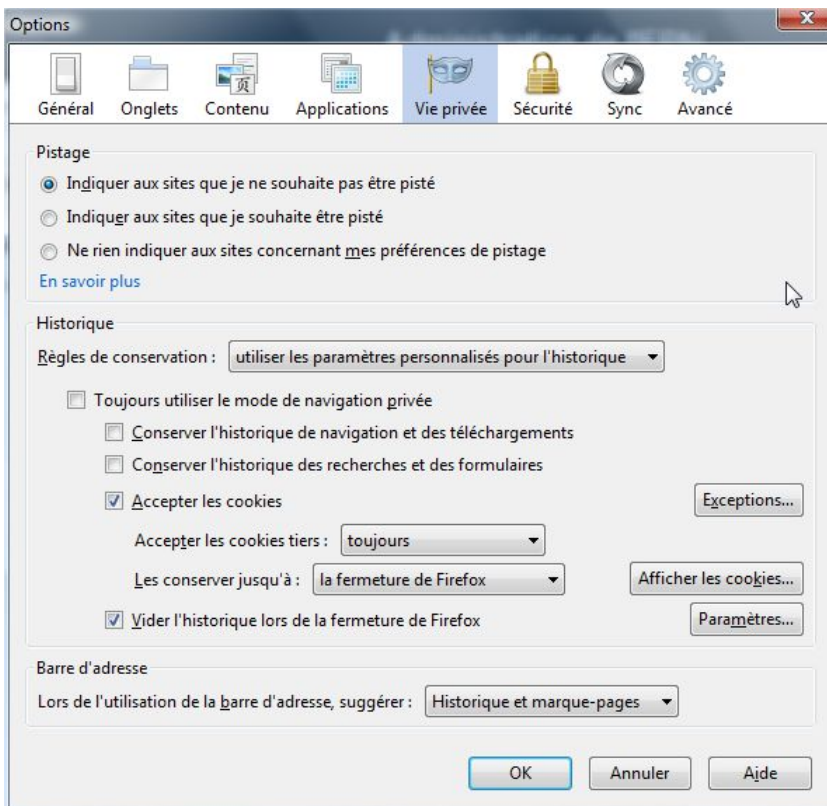 Options
Général Onglets Contenu Applications Vie privée Sécurité Sync Avancé
Pistage
Indiquer aux sites que je ne souhaite pas être pisté
Indiquer aux sites que je souhaite être pisté
Ne rien indiquer aux sites concernant mes préférences de pistage
En savoir plus
Historique
Règles de conservation : utiliser les paramètres personnalisés pour l'historique
Toujours utiliser le mode de navigation privée
Conserver l'historique de navigation et des téléchargements
Conserver l'historique des recherches et des formulaires
Accepter les cookies Exceptions...
Accepter les cookies tiers : toujours
Les conserver jusqu'à : la fermeture de Firefox Afficher les cookies...
Vider l'historique lors de la fermeture de Firefox Paramètres...
Barre d'adresse
Lors de l'utilisation de la barre d'adresse, suggérer : Historique et marque-pages
OK Annuler Aide